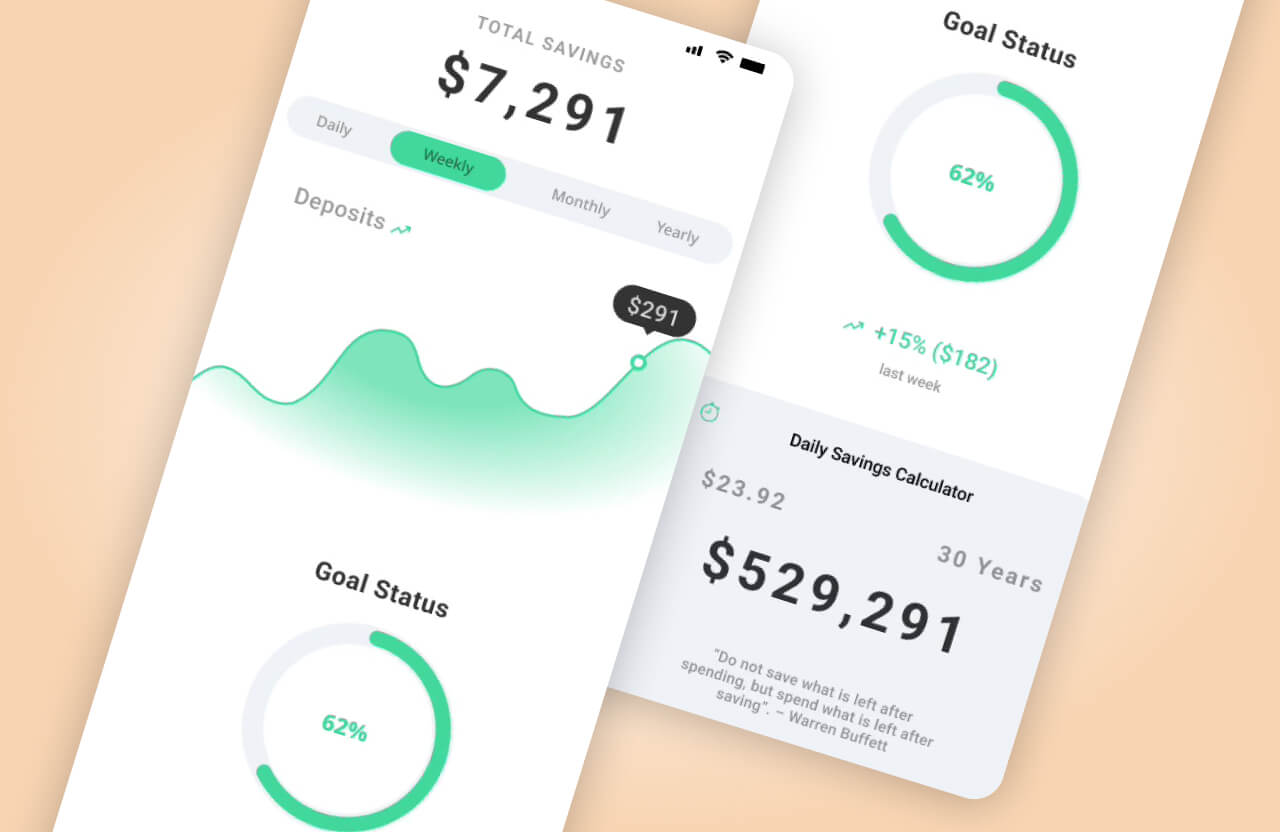 TOTAL SAVINGS
$7,291
Daily
Weekly
Monthly
Yearly
Deposits
$291
Goal Status
62%
Goal Status
62%
+15% ($182)
last week
Daily Savings Calculator
$23.92
30 Years
$529,291
"Do not save what is left after
spending, but spend what is left after
saving". – Warren Buffett